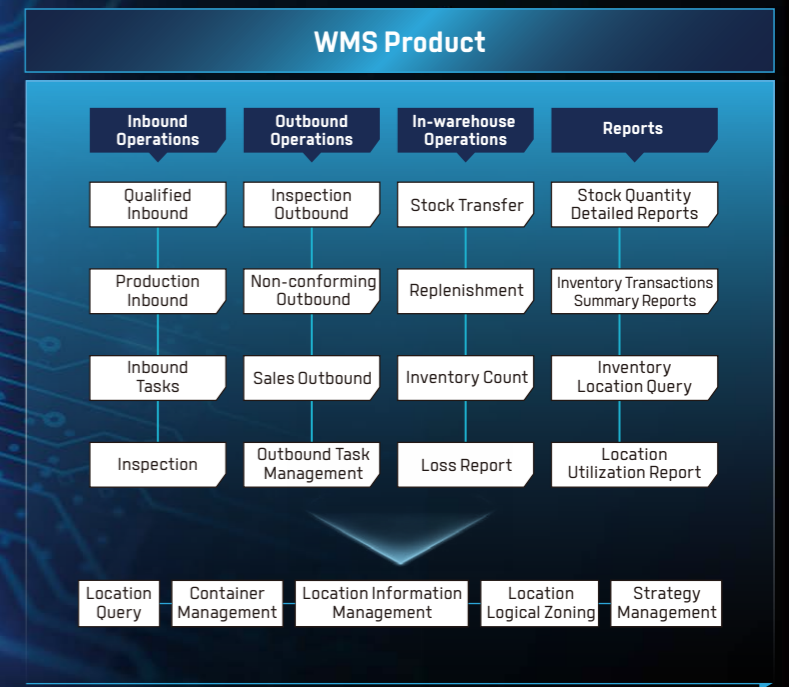 WMS Product
Inbound
Operations
Outbound
Operations
In-warehouse
Operations
Reports
Qualified
Inbound
Inspection
Outbound
Stock Transfer
Stock Quantity
Detailed Reports
Production
Inbound
Non-conforming
Outbound
Replenishment
Inventory Transactions
Summary Reports
Inbound
Tasks
Sales Outbound
Inventory Count
Inventory
Location Query
Inspection
Outbound Task
Management
Loss Report
Location
Utilization Report
Location
Query
Container
Management
Location Information
Management
Location
Logical Zoning
Strategy
Management